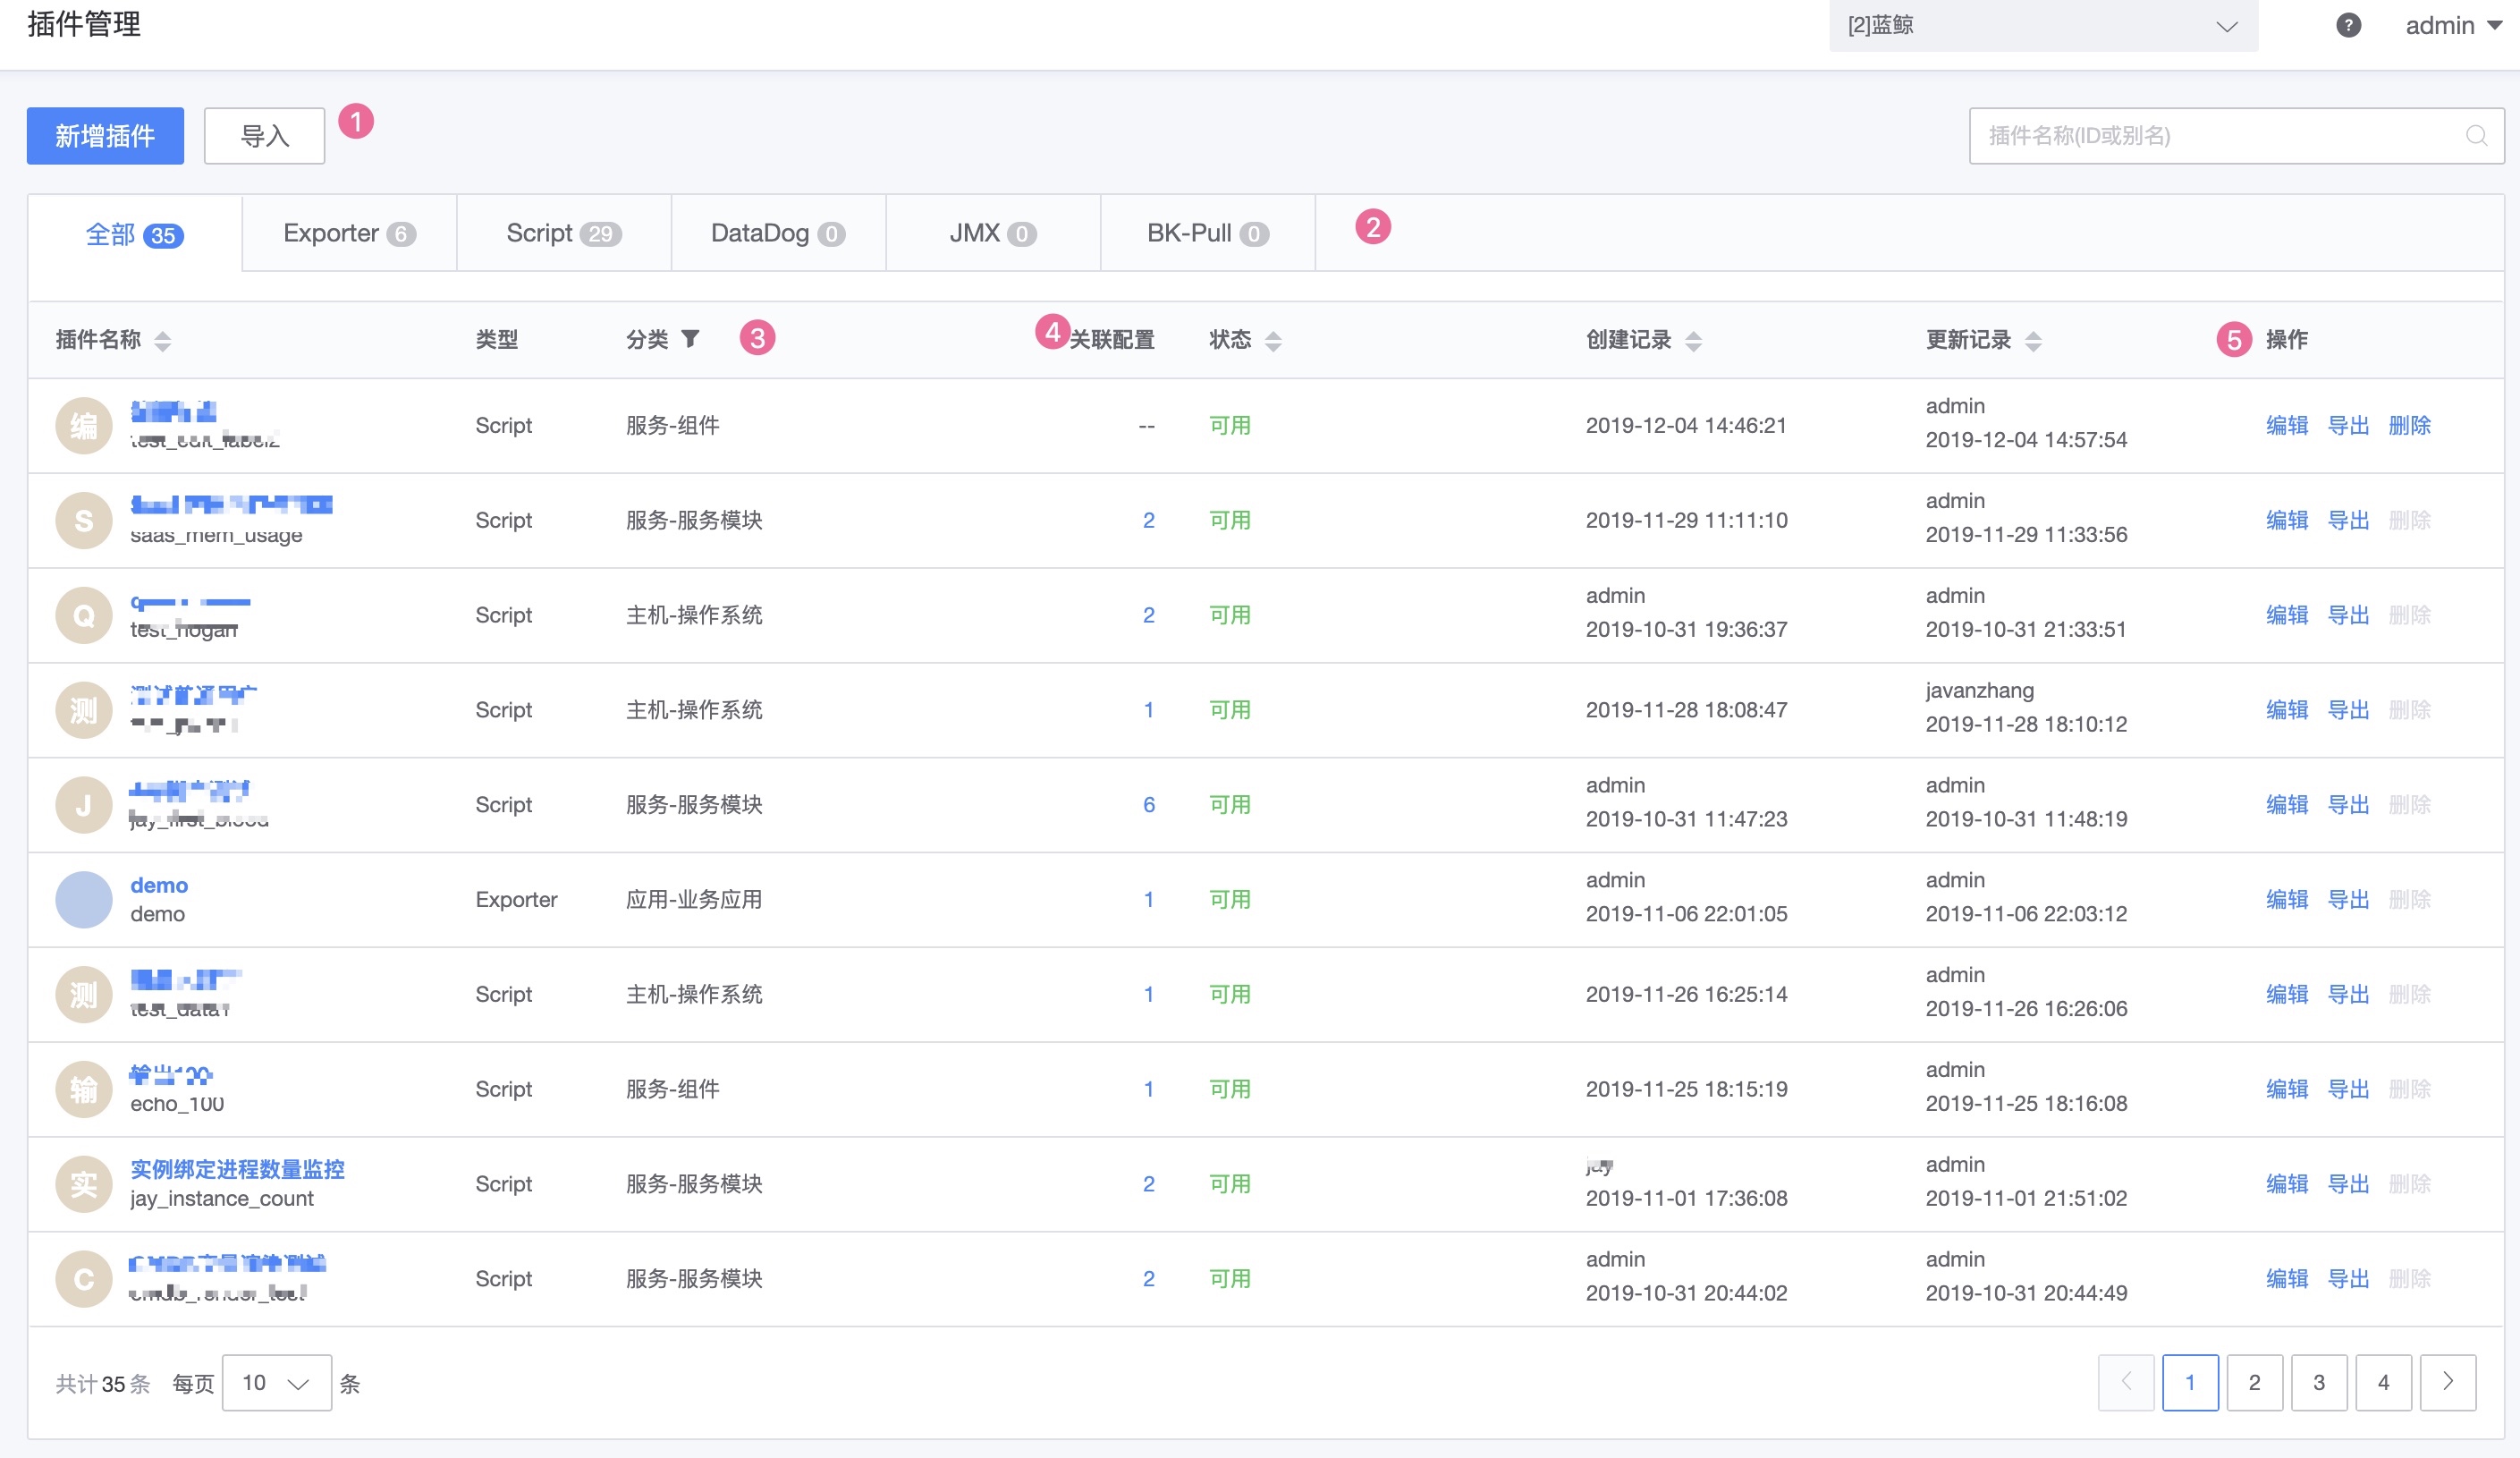 插件管理
[2]蓝鲸
?
admin
新增插件
导入
1
插件名称(ID或别名)
全部 35
Exporter 6
Script 29
DataDog 0
JMX 0
BK-Pull 0
2
插件名称
类型
分类
3
4
关联配置
状态
创建记录
更新记录
5
操作
编
Script
服务-组件
--
可用
2019-12-04 14:46:21
admin
2019-12-04 14:57:54
编辑 导出 删除
S
saas_mem_usage
Script
服务-服务模块
2
可用
2019-11-29 11:11:10
admin
2019-11-29 11:33:56
编辑 导出 删除
Q
Script
主机-操作系统
2
可用
admin
2019-10-31 19:36:37
admin
2019-10-31 21:33:51
编辑 导出 删除
测
Script
主机-操作系统
1
可用
2019-11-28 18:08:47
javanzhang
2019-11-28 18:10:12
编辑 导出 删除
J
Script
服务-服务模块
6
可用
admin
2019-10-31 11:47:23
admin
2019-10-31 11:48:19
编辑 导出 删除
demo
demo
Exporter
应用-业务应用
1
可用
admin
2019-11-06 22:01:05
admin
2019-11-06 22:03:12
编辑 导出 删除
测
Script
主机-操作系统
1
可用
2019-11-26 16:25:14
admin
2019-11-26 16:26:06
编辑 导出 删除
输
echo_100
Script
服务-组件
1
可用
2019-11-25 18:15:19
admin
2019-11-25 18:16:08
编辑 导出 删除
实
实例绑定进程数量监控
jay_instance_count
Script
服务-服务模块
2
可用
2019-11-01 17:36:08
admin
2019-11-01 21:51:02
编辑 导出 删除
C
Script
服务-服务模块
2
可用
admin
2019-10-31 20:44:02
admin
2019-10-31 20:44:49
编辑 导出 删除
共计 35 条 每页 10 条
1 2 3 4